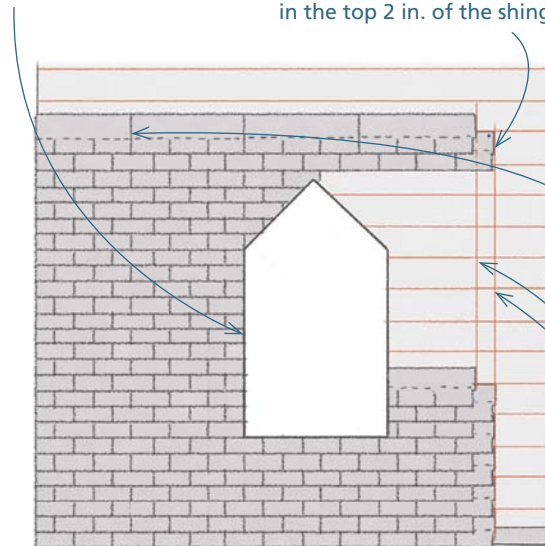 in the top 2 in. of the shing